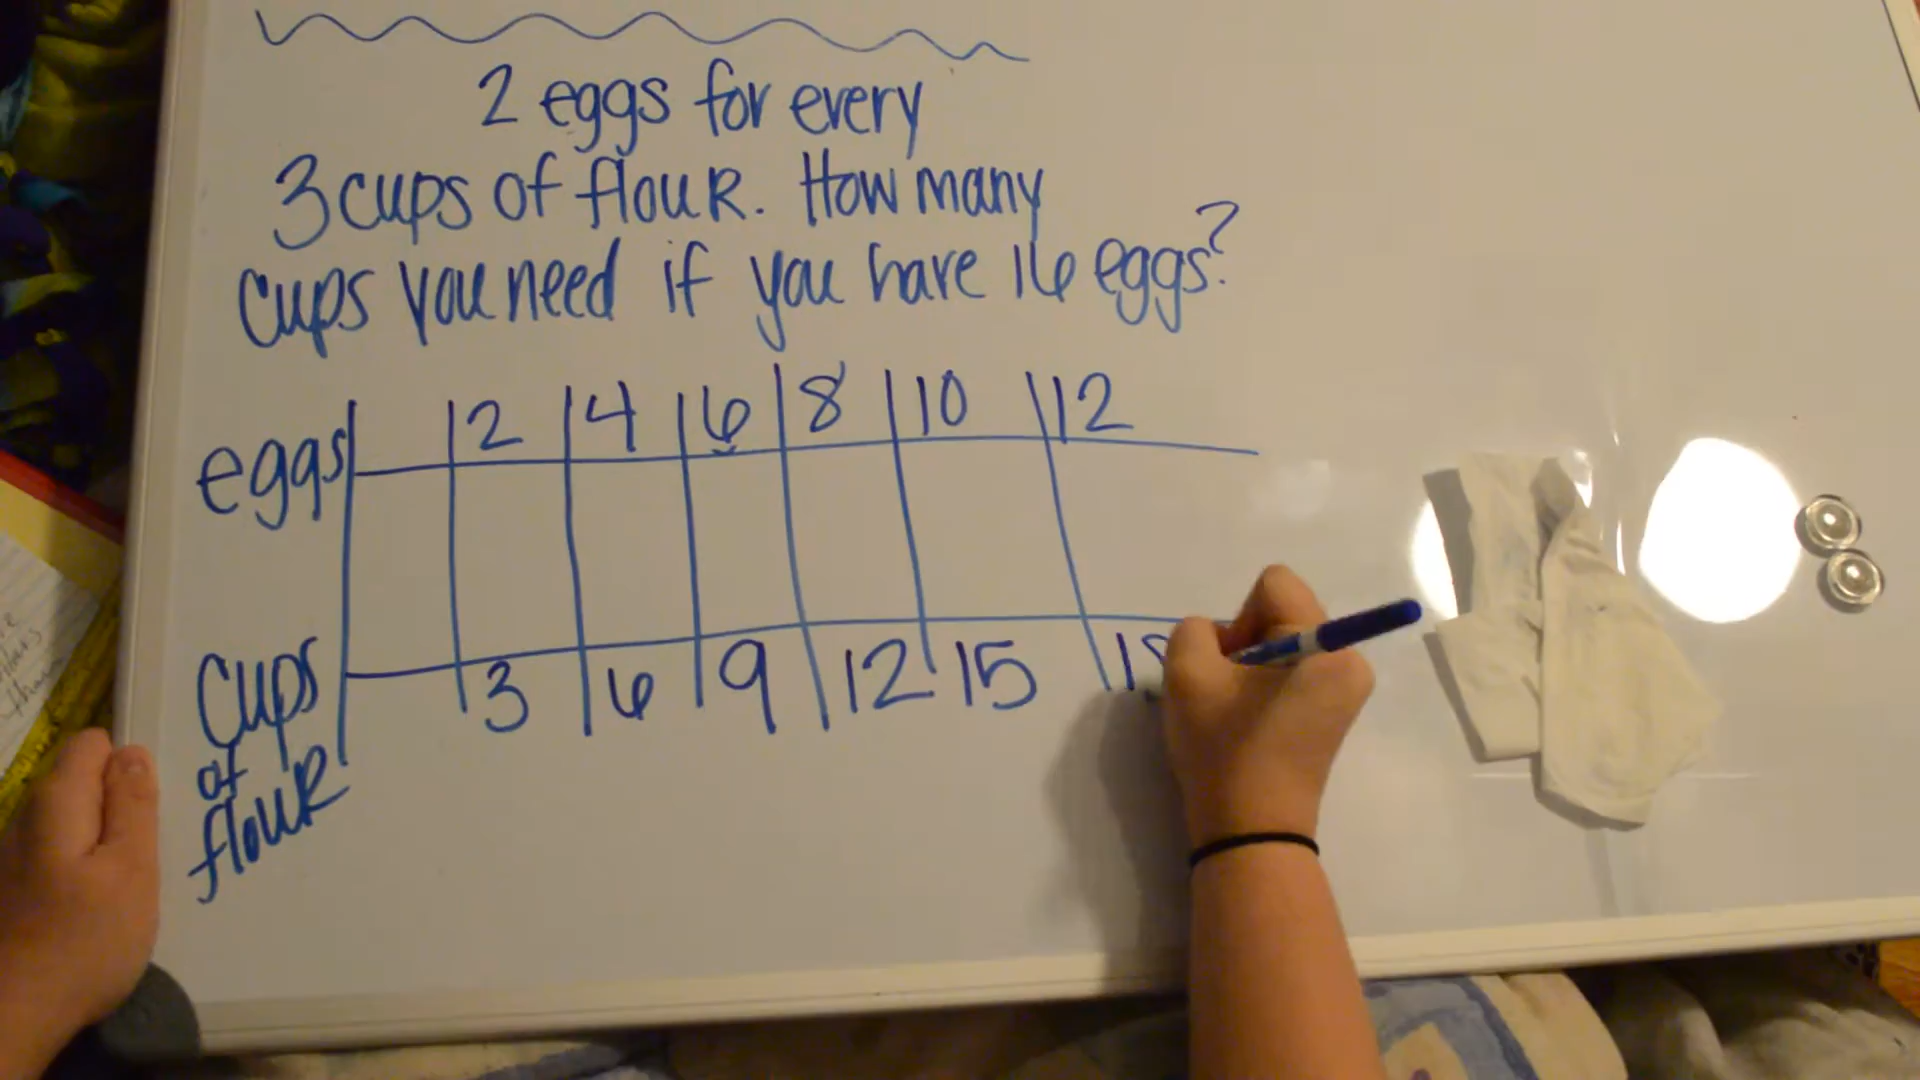 2 eggs for every
3 cups of flour. How many
cups you need if you have 16 eggs?
eggs 2 4 6 8 10 12
cups of flour 3 6 9 12 15